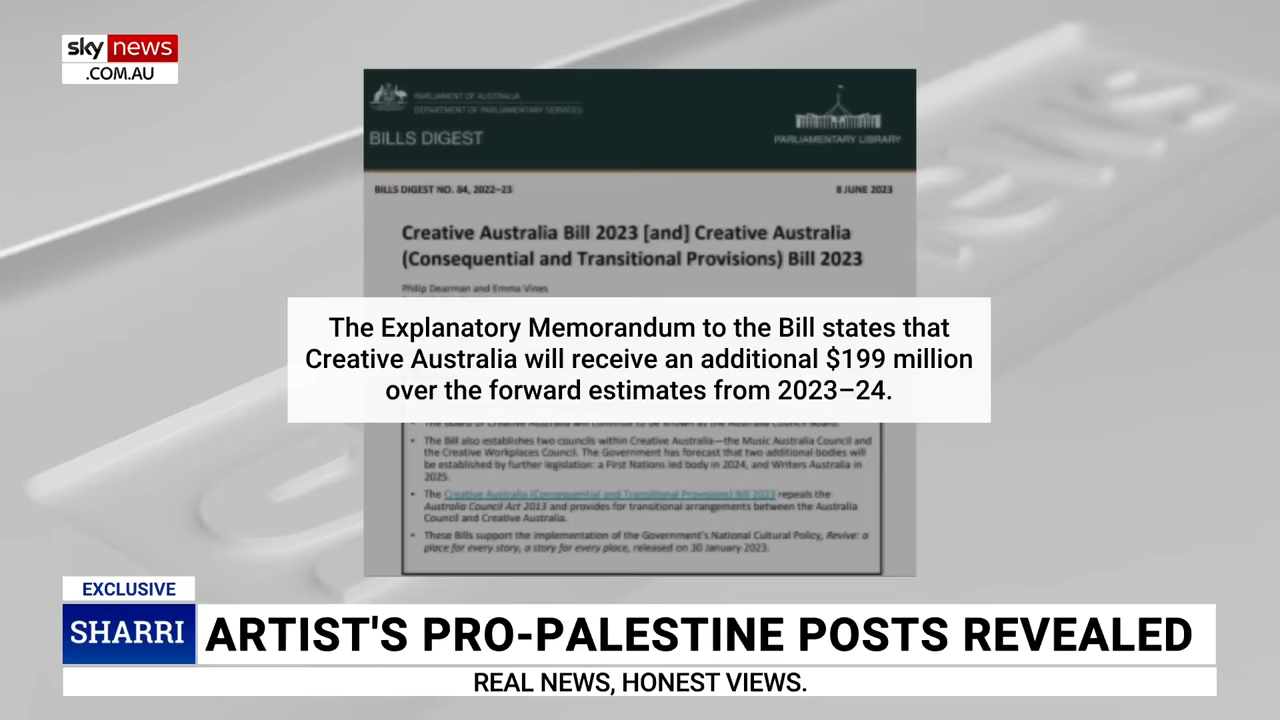 sky news
.COM.AU
PARLIAMENT OF AUSTRALIA
DEPARTMENT OF PARLIAMENTARY SERVICES
BILLS DIGEST
PARLIAMENTARY LIBRARY
BILLS DIGEST NO. 84, 2022–23
8 JUNE 2023
Creative Australia Bill 2023 [and] Creative Australia
(Consequential and Transitional Provisions) Bill 2023
Philip Dearman and Emma Vines
The Explanatory Memorandum to the Bill states that
Creative Australia will receive an additional $199 million
over the forward estimates from 2023–24.
• The Bill also establishes two councils within Creative Australia—the Music Australia Council and
the Creative Workplaces Council. The Government has forecast that two additional bodies will
be established by further legislation: a First Nations led body in 2024, and Writers Australia in
2025.
• The Creative Australia (Consequential and Transitional Provisions) Bill 2023 repeals the
Australia Council Act 2013 and provides for transitional arrangements between the Australia
Council and Creative Australia.
• These Bills support the implementation of the Government's National Cultural Policy, Revive: a
place for every story, a story for every place, released on 30 January 2023.
EXCLUSIVE
SHARRI
ARTIST'S PRO-PALESTINE POSTS REVEALED
REAL NEWS, HONEST VIEWS.